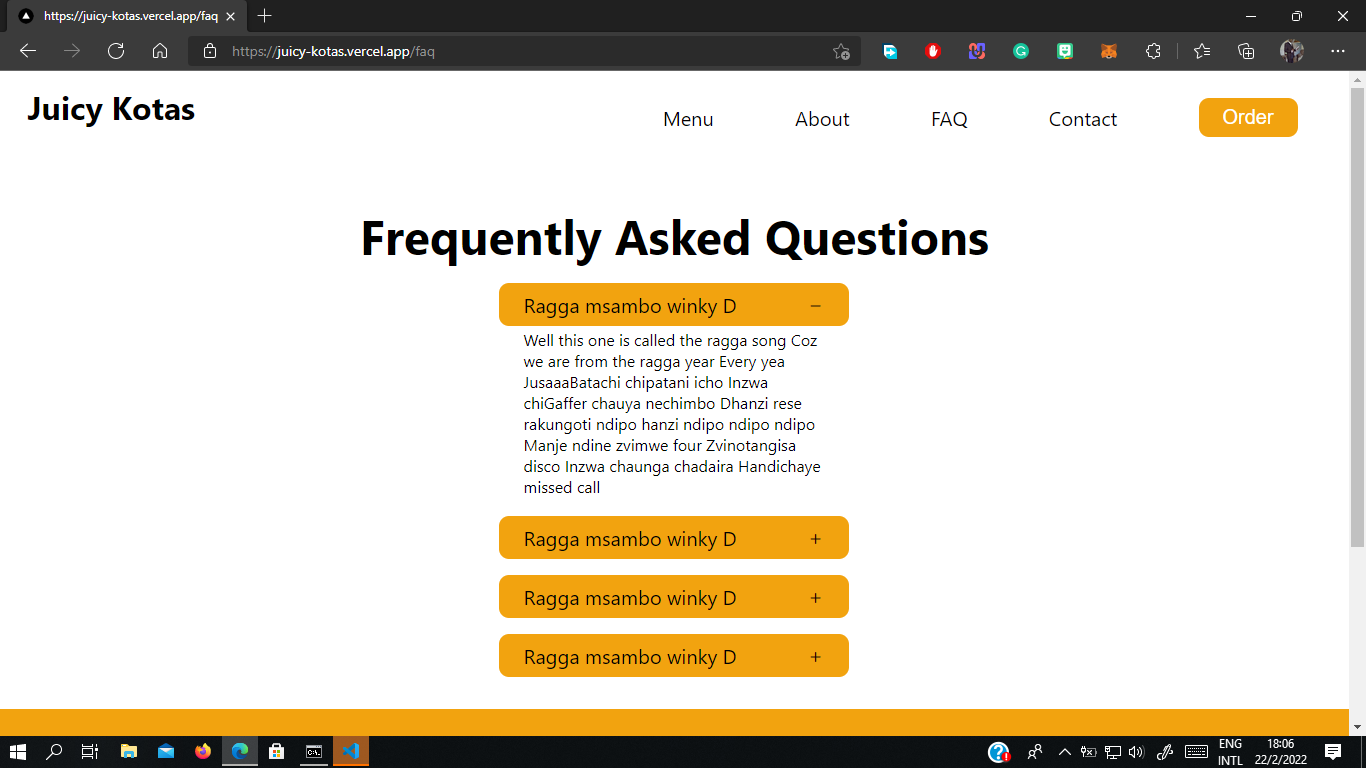 https://juicy-kotas.vercel.app/faq
https://juicy-kotas.vercel.app/faq
Juicy Kotas
Menu
About
FAQ
Contact
Order
Frequently Asked Questions
Ragga msambo winky D −
Well this one is called the ragga song Coz
we are from the ragga year Every yea
JusaaaBatachi chipatani icho Inzwa
chiGaffer chauya nechimbo Dhanzi rese
rakungoti ndipo hanzi ndipo ndipo ndipo
Manje ndine zvimwe four Zvinotangisa
disco Inzwa chaunga chadaira Handichaye
missed call
Ragga msambo winky D +
Ragga msambo winky D +
Ragga msambo winky D +
ENG
INTL
18:06
22/2/2022